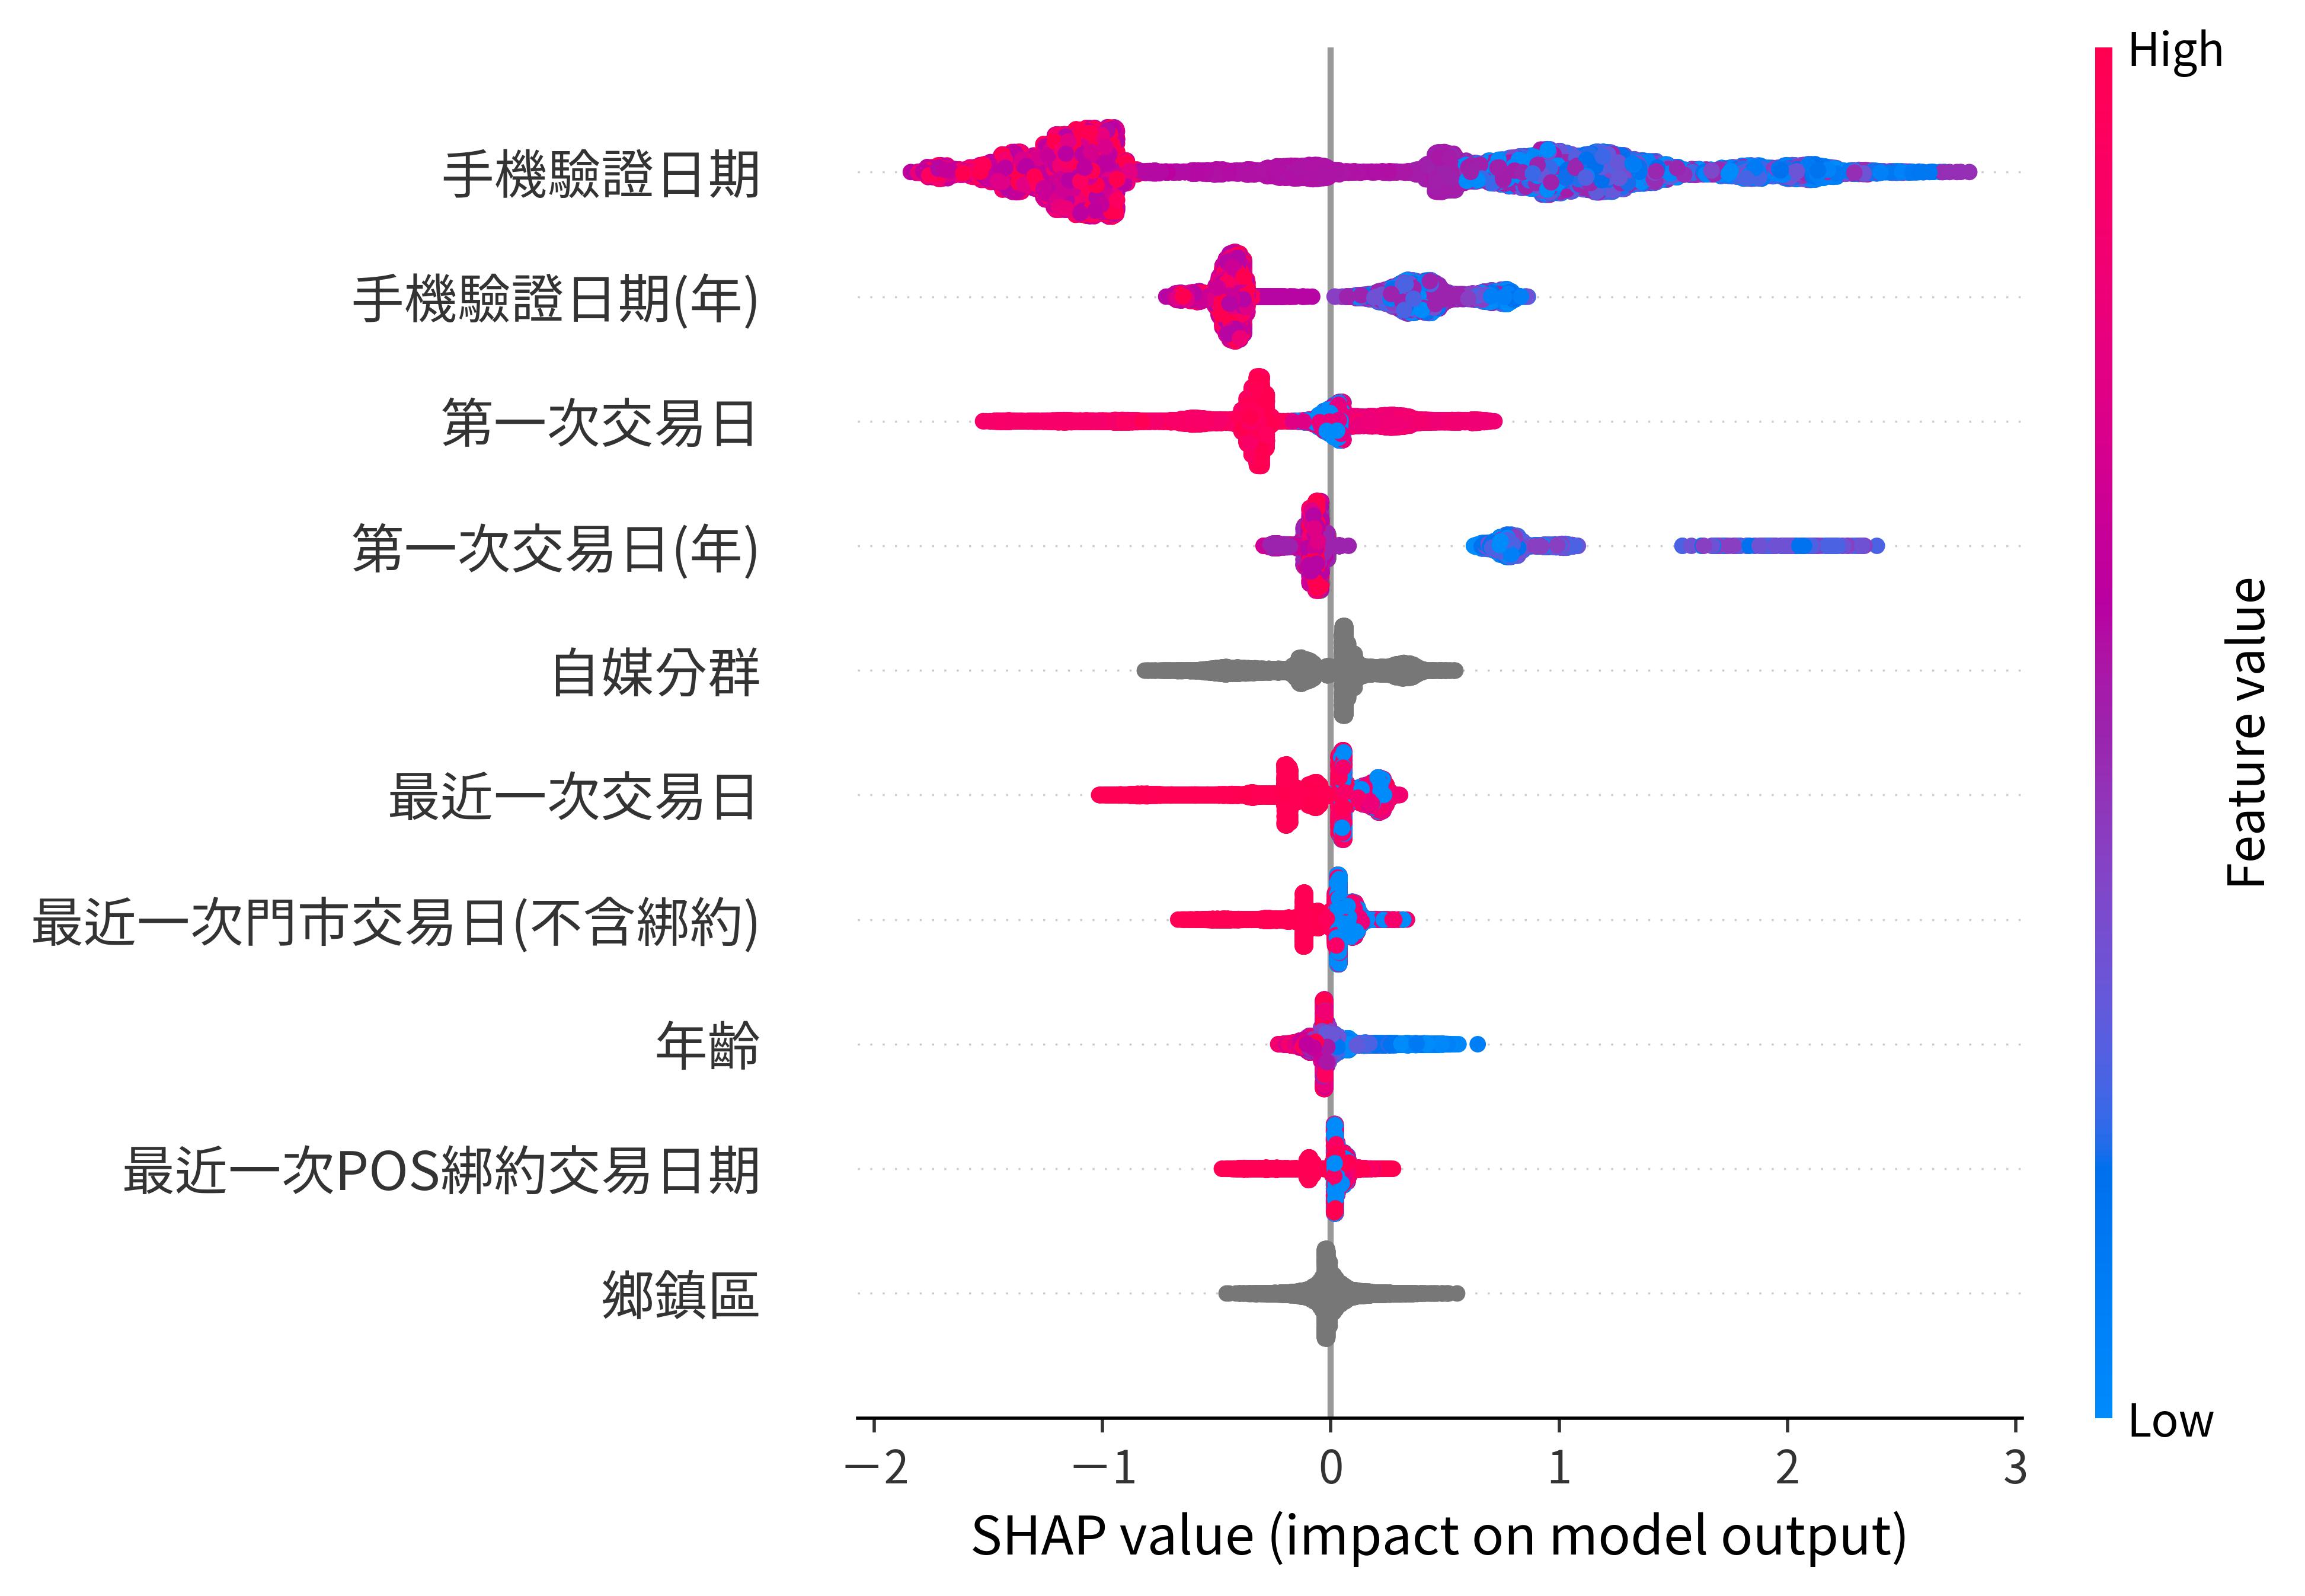 High
手機驗證日期
手機驗證日期(年)
第一次交易日
第一次交易日(年)
自媒分群
最近一次交易日
最近一次門市交易日(不含綁約)
年齡
最近一次POS綁約交易日期
鄉鎮區
Feature value
Low
−2 −1 0 1 2 3
SHAP value (impact on model output)